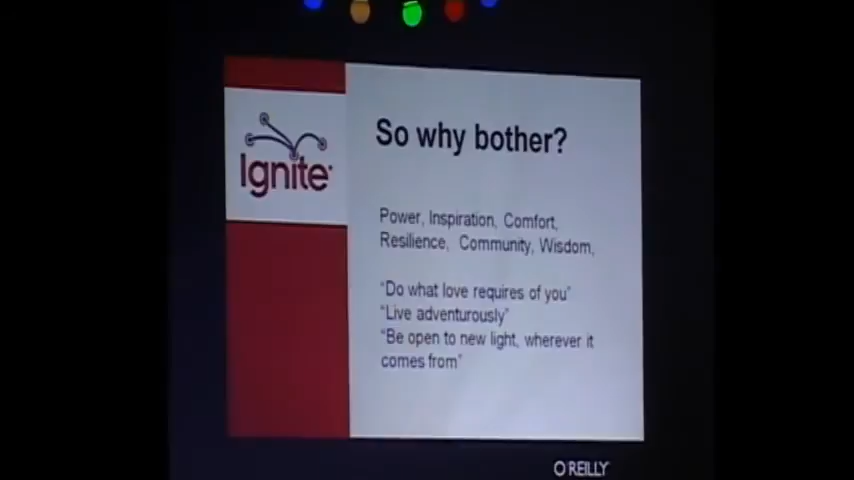 Ignite
So why bother?
Power, Inspiration, Comfort,
Resilience, Community, Wisdom,
"Do what love requires of you"
"Live adventurously"
"Be open to new light, wherever it
comes from"
O'REILLY